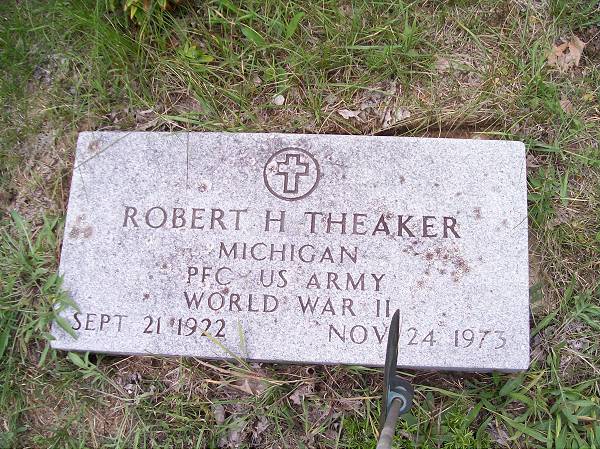 ROBERT H THEAKER
MICHIGAN
PFC US ARMY
WORLD WAR II
SEPT 21 1922 NOV 24 1973